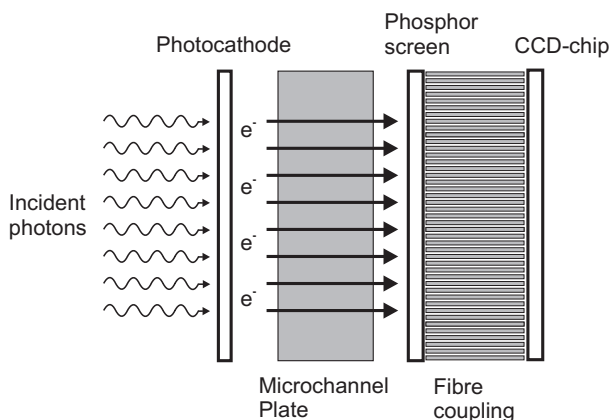 Photocathode
Phosphor
screen
CCD-chip
Incident
photons
e-
e-
e-
e-
Microchannel
Plate
Fibre
coupling